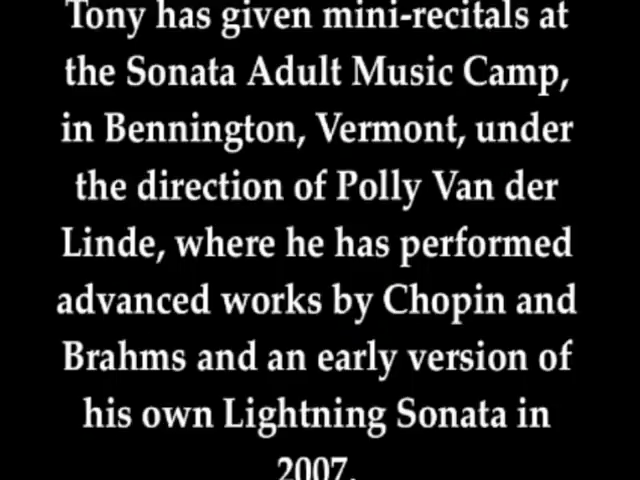 Tony has given mini-recitals at
the Sonata Adult Music Camp,
in Bennington, Vermont, under
the direction of Polly Van der
Linde, where he has performed
advanced works by Chopin and
Brahms and an early version of
his own Lightning Sonata in
2007.